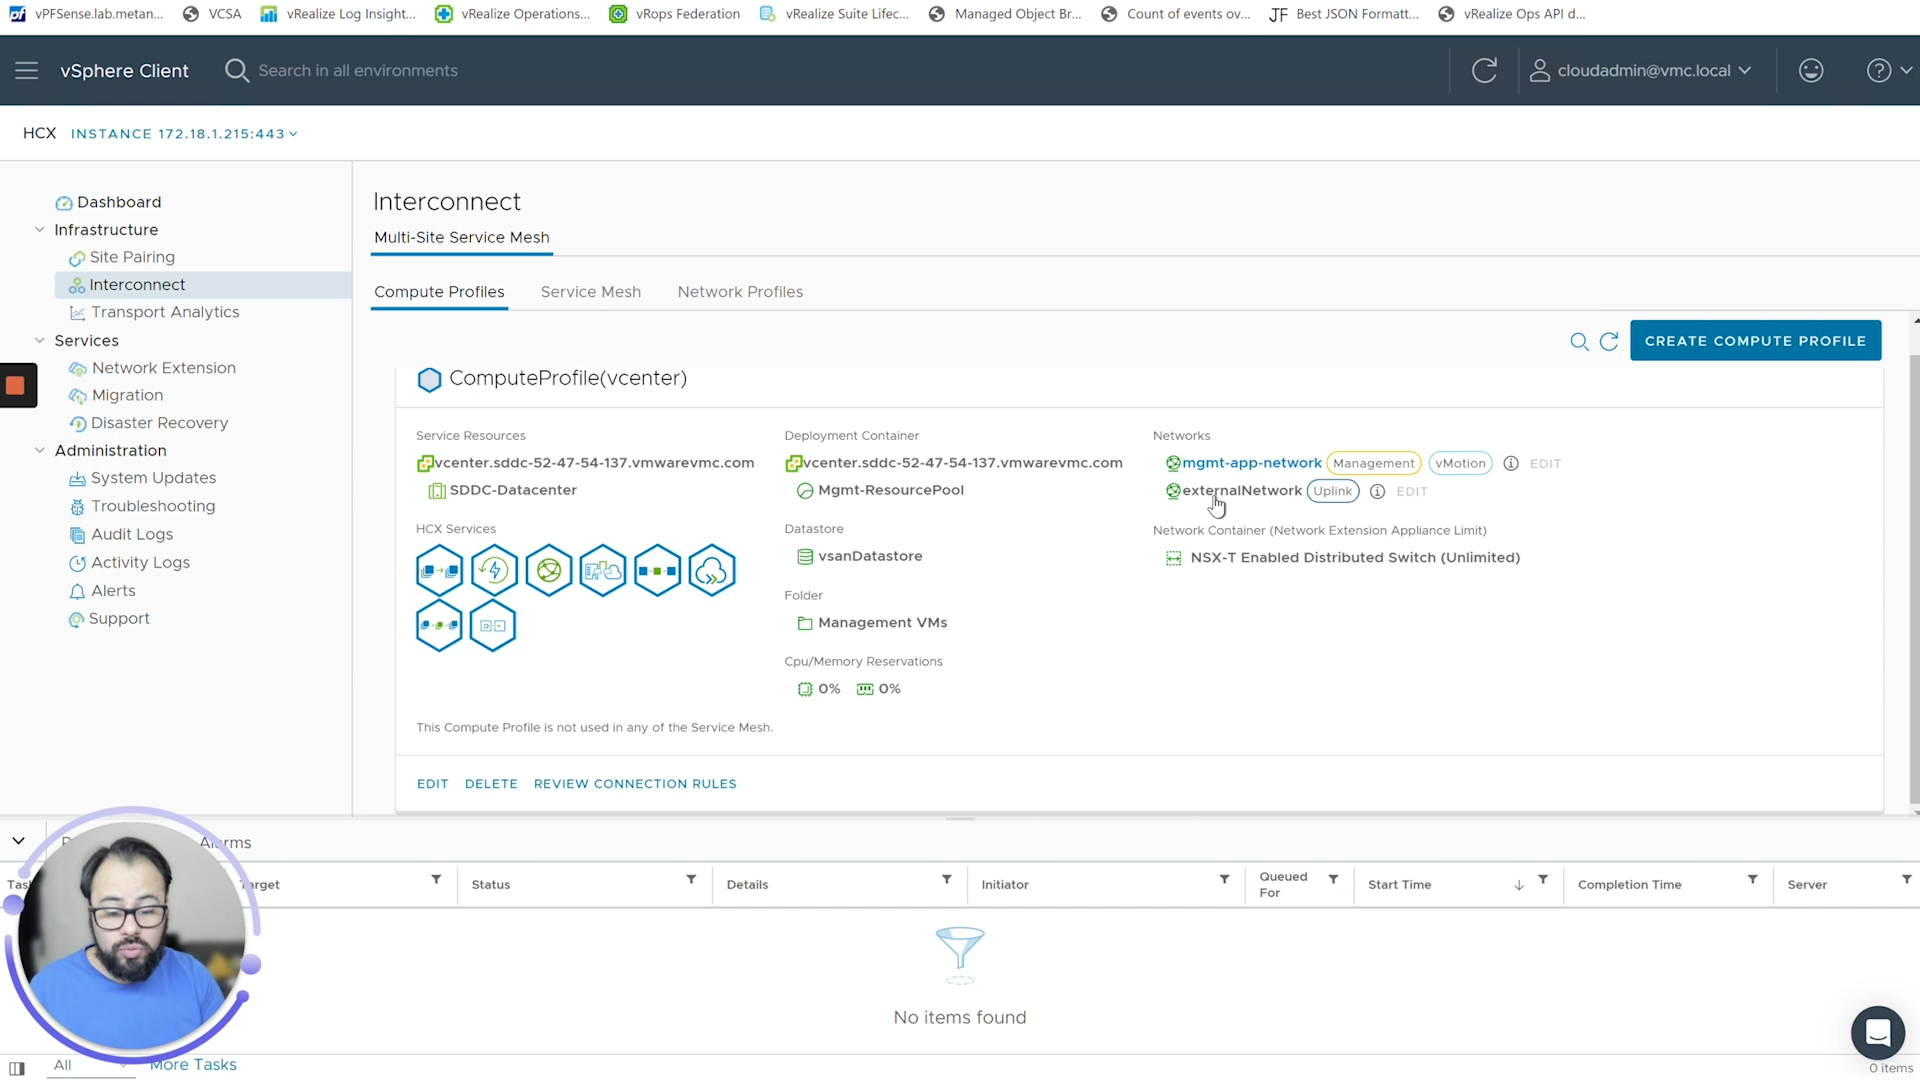 vPFSense.lab.metan... VCSA vRealize Log Insight... vRealize Operations... vRops Federation vRealize Suite Lifec... Managed Object Br... Count of events ov... JF Best JSON Formatt... vRealize Ops API d...
vSphere Client Search in all environments cloudadmin@vmc.local
HCX INSTANCE 172.18.1.215:443
Dashboard
Infrastructure
Site Pairing
Interconnect
Transport Analytics
Services
Network Extension
Migration
Disaster Recovery
Administration
System Updates
Troubleshooting
Audit Logs
Activity Logs
Alerts
Support
Interconnect
Multi-Site Service Mesh
Compute Profiles Service Mesh Network Profiles
CREATE COMPUTE PROFILE
ComputeProfile(vcenter)
Service Resources
vcenter.sddc-52-47-54-137.vmwarevmc.com
SDDC-Datacenter
HCX Services
Deployment Container
vcenter.sddc-52-47-54-137.vmwarevmc.com
Mgmt-ResourcePool
Datastore
vsanDatastore
Folder
Management VMs
Cpu/Memory Reservations
0% 0%
Networks
mgmt-app-network Management vMotion EDIT
externalNetwork Uplink EDIT
Network Container (Network Extension Appliance Limit)
NSX-T Enabled Distributed Switch (Unlimited)
This Compute Profile is not used in any of the Service Mesh.
EDIT DELETE REVIEW CONNECTION RULES
Alarms
Target Status Details Initiator Queued For Start Time Completion Time Server
No items found
All More Tasks
0 items